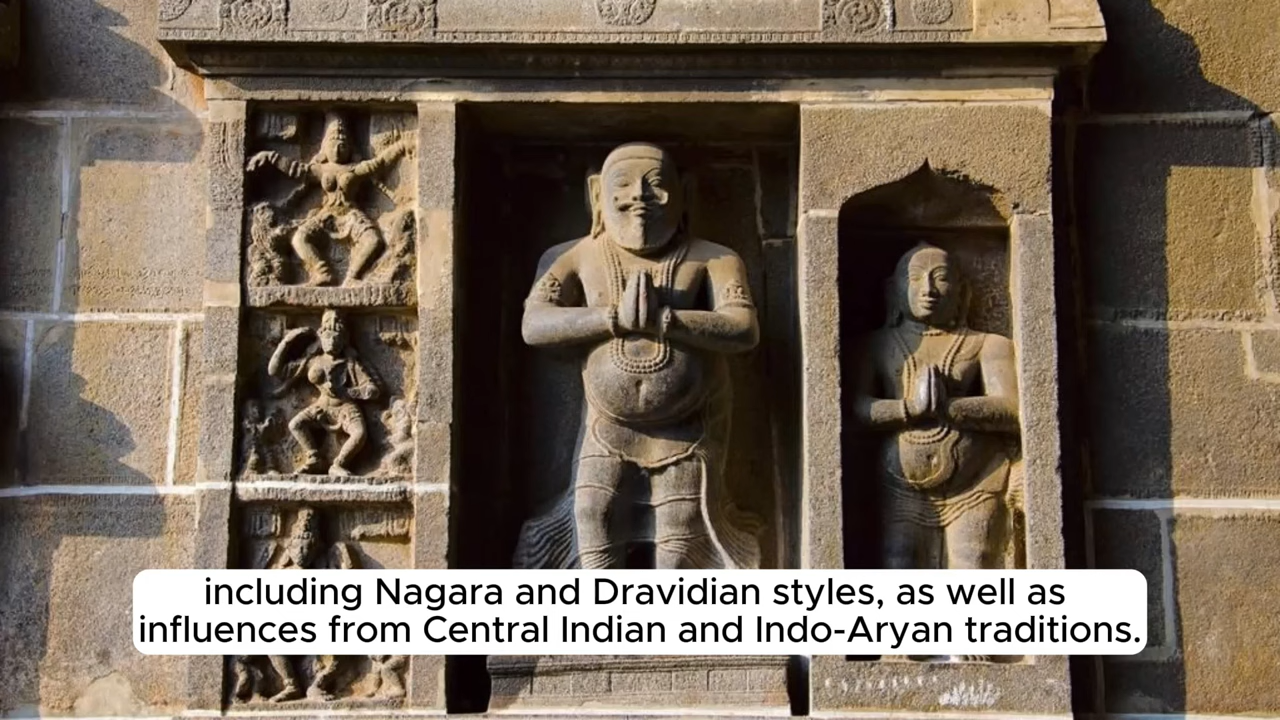 including Nagara and Dravidian styles, as well as
influences from Central Indian and Indo-Aryan traditions.